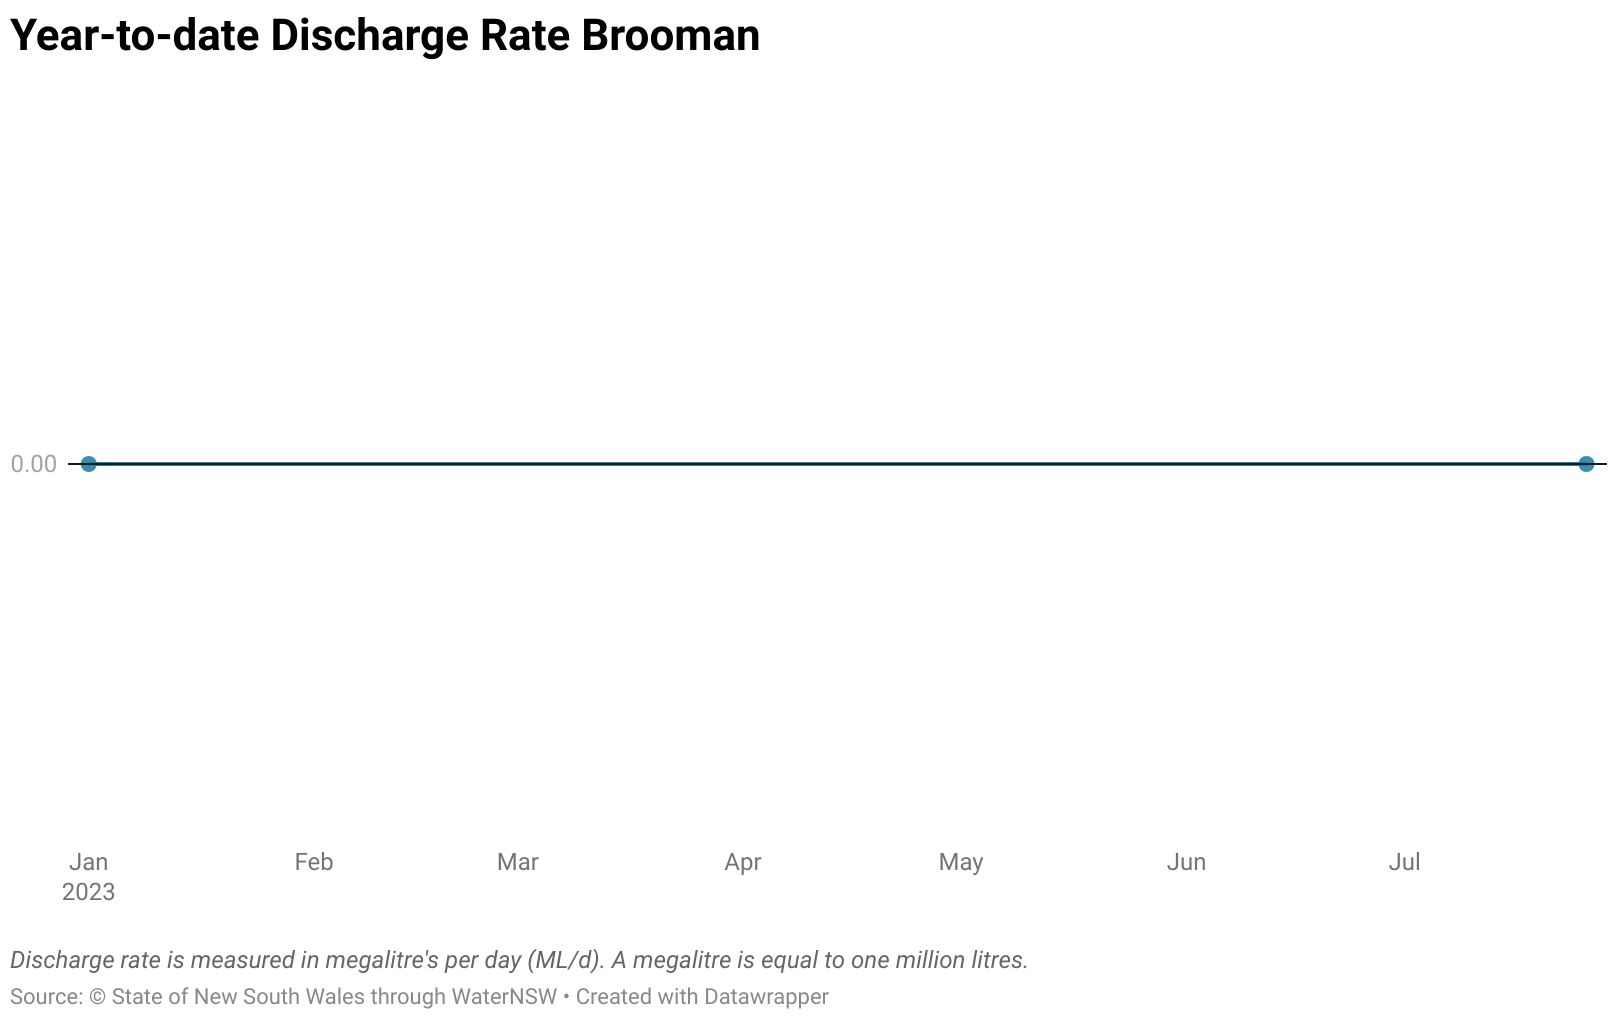 Year-to-date Discharge Rate Brooman
0.00
Jan Feb Mar Apr May Jun Jul
2023
Discharge rate is measured in megalitre's per day (ML/d). A megalitre is equal to one million litres.
Source: © State of New South Wales through WaterNSW • Created with Datawrapper